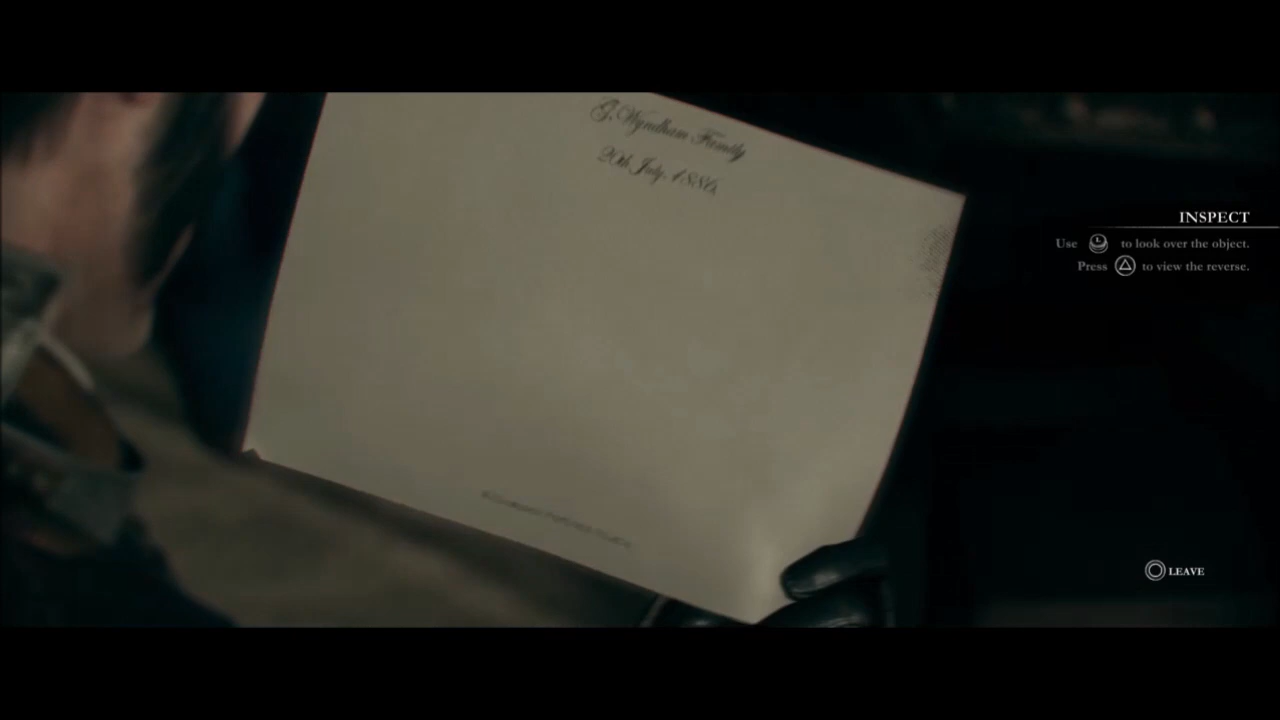 G. Wyndham Family
20th July, 1886.
INSPECT
Use L to look over the object.
Press △ to view the reverse.
LEAVE